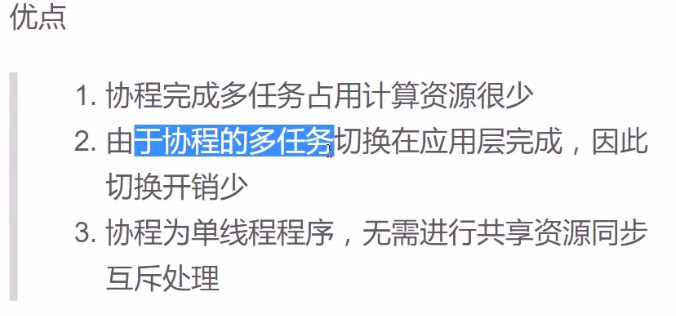 优点
1. 协程完成多任务占用计算资源很少
2. 由于协程的多任务切换在应用层完成，因此
切换开销少
3. 协程为单线程程序，无需进行共享资源同步
互斥处理